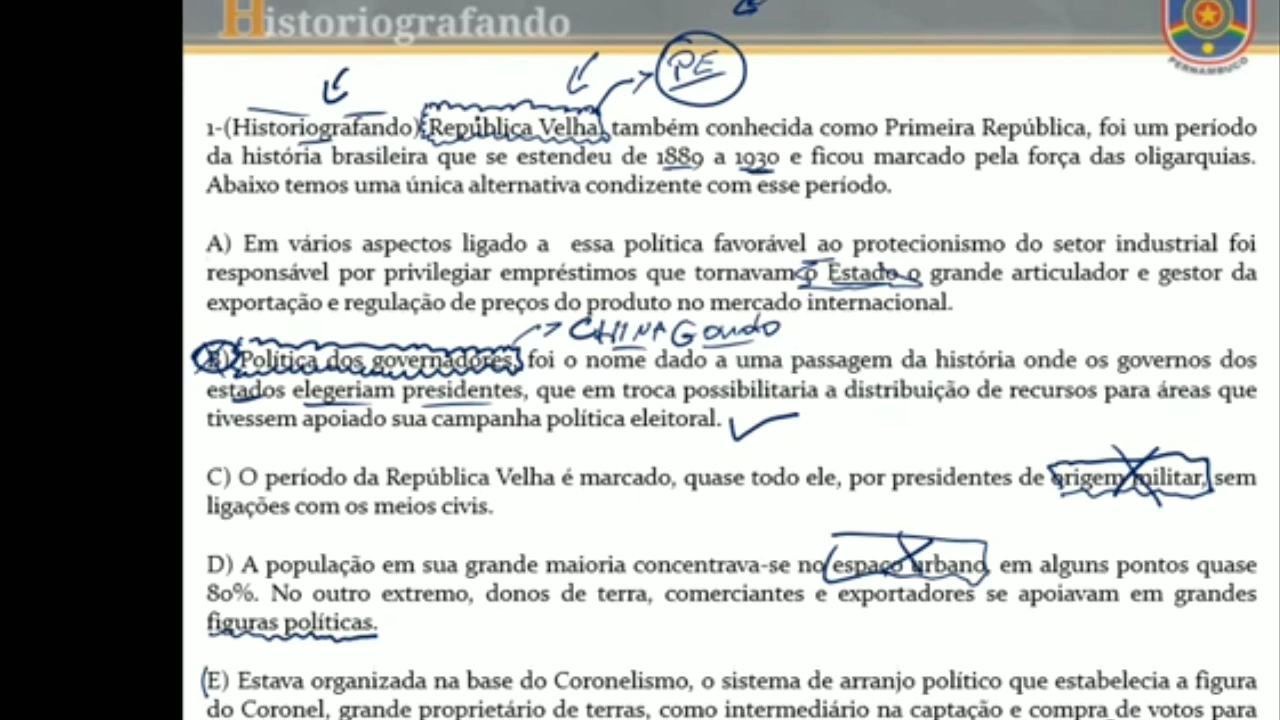 Historiografando
PERNAMBUCO
PE
1-(Historiografando) República Velha, também conhecida como Primeira República, foi um período
da história brasileira que se estendeu de 1889 a 1930 e ficou marcado pela força das oligarquias.
Abaixo temos uma única alternativa condizente com esse período.
A) Em vários aspectos ligado a essa política favorável ao protecionismo do setor industrial foi
responsável por privilegiar empréstimos que tornavam o Estado o grande articulador e gestor da
exportação e regulação de preços do produto no mercado internacional.
B) Política dos governadores, foi o nome dado a uma passagem da história onde os governos dos
estados elegeriam presidentes, que em troca possibilitaria a distribuição de recursos para áreas que
tivessem apoiado sua campanha política eleitoral.
C) O período da República Velha é marcado, quase todo ele, por presidentes de origem militar, sem
ligações com os meios civis.
D) A população em sua grande maioria concentrava-se no espaço urbano, em alguns pontos quase
80%. No outro extremo, donos de terra, comerciantes e exportadores se apoiavam em grandes
figuras políticas.
E) Estava organizada na base do Coronelismo, o sistema de arranjo político que estabelecia a figura
do Coronel, grande proprietário de terras, como intermediário na captação e compra de votos para